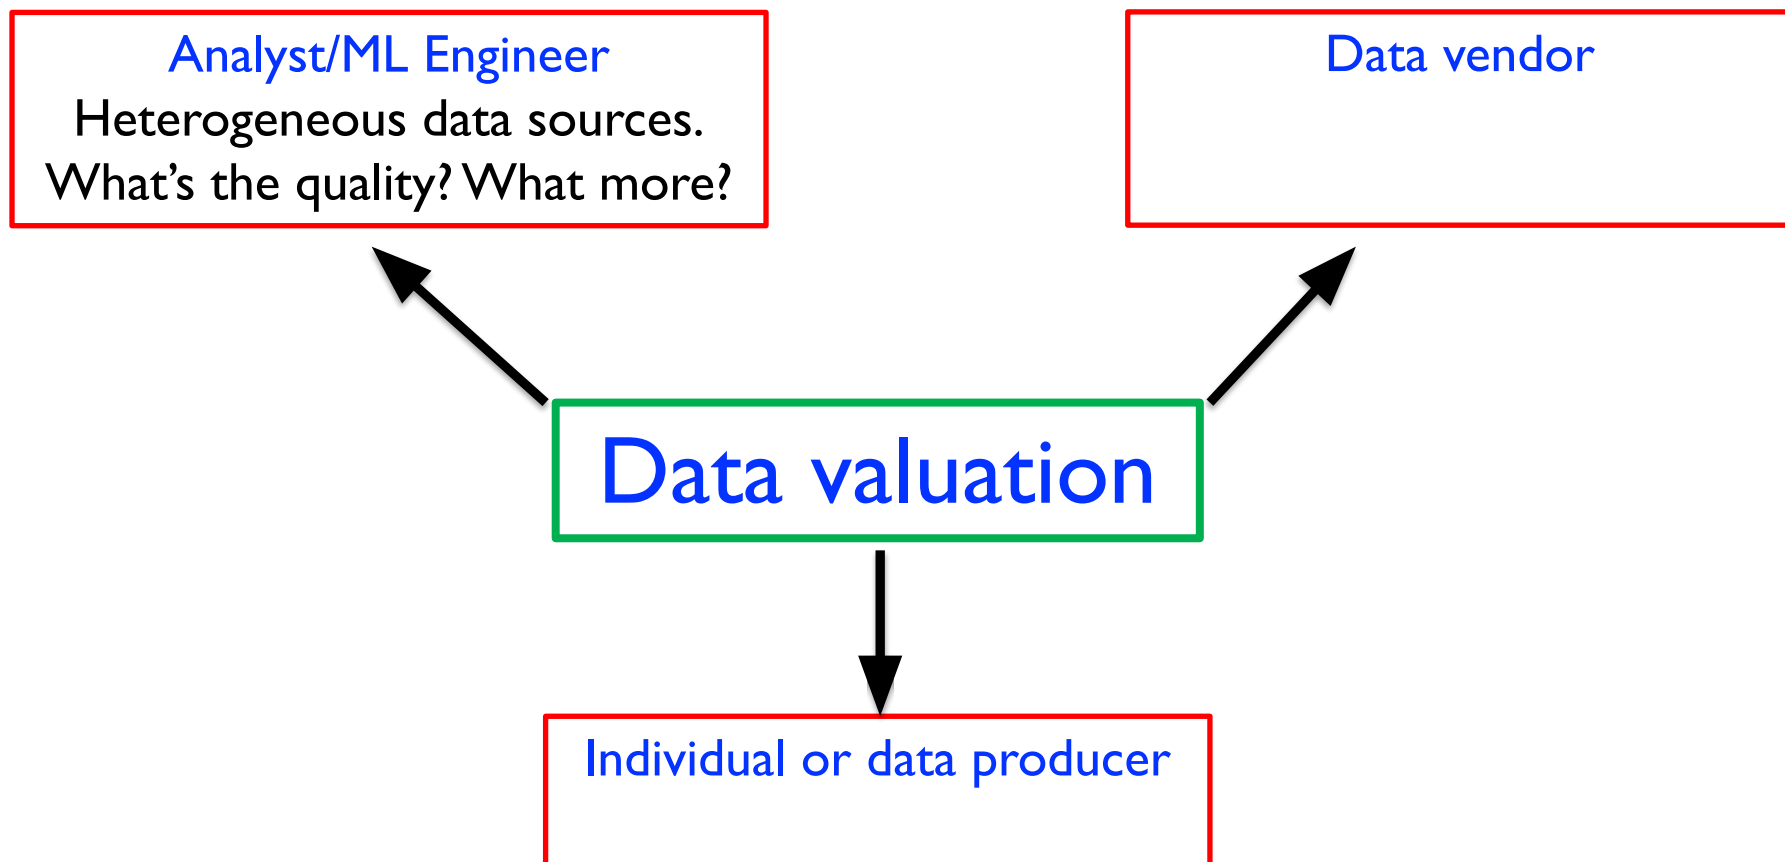 Analyst/ML Engineer
Heterogeneous data sources.
What's the quality? What more?
Data vendor
Data valuation
Individual or data producer